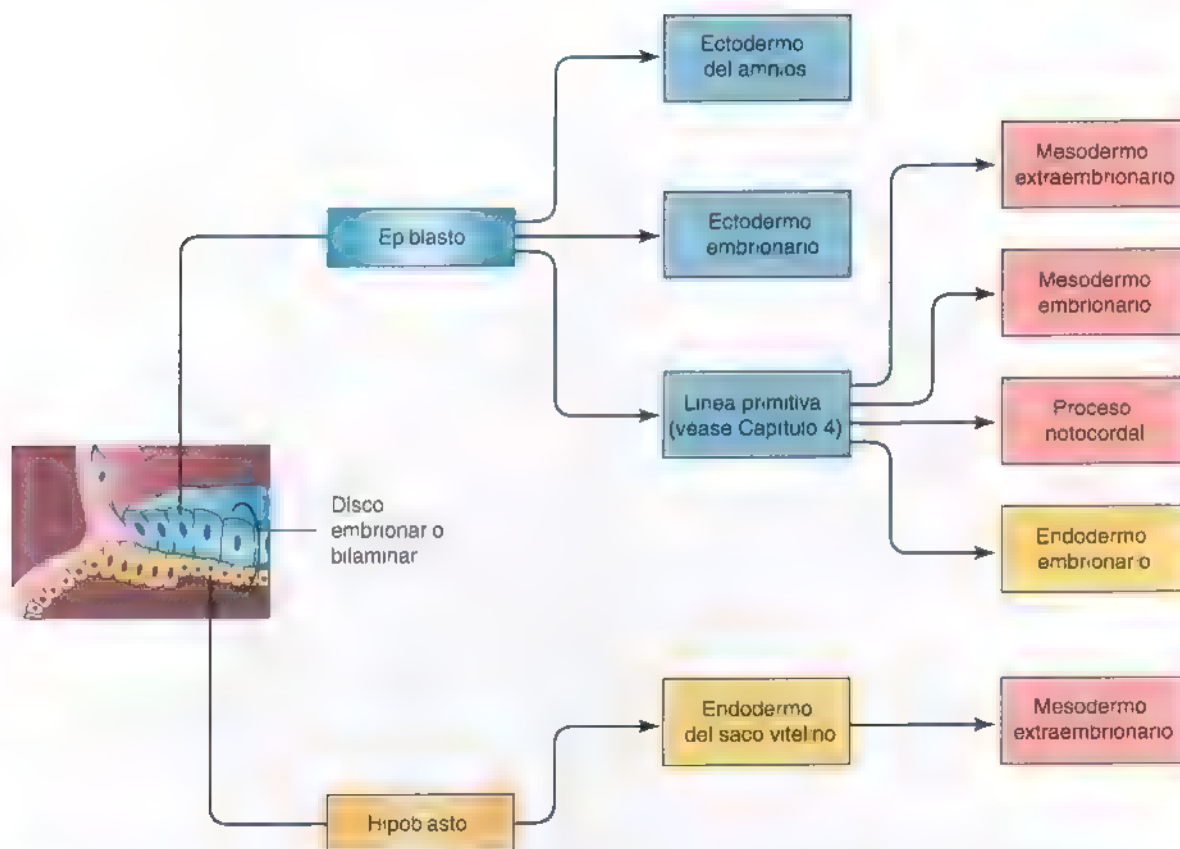 Ectodermo
del amnios
Mesodermo
extraembrionario
Epiblasto
Ectodermo
embrionario
Mesodermo
embrionario
Línea primitiva
(véase Capítulo 4)
Proceso
notocordal
Disco
embrionario
bilaminar
Endodermo
embrionario
Endodermo
del saco vitelino
Mesodermo
extraembrionario
Hipoblasto